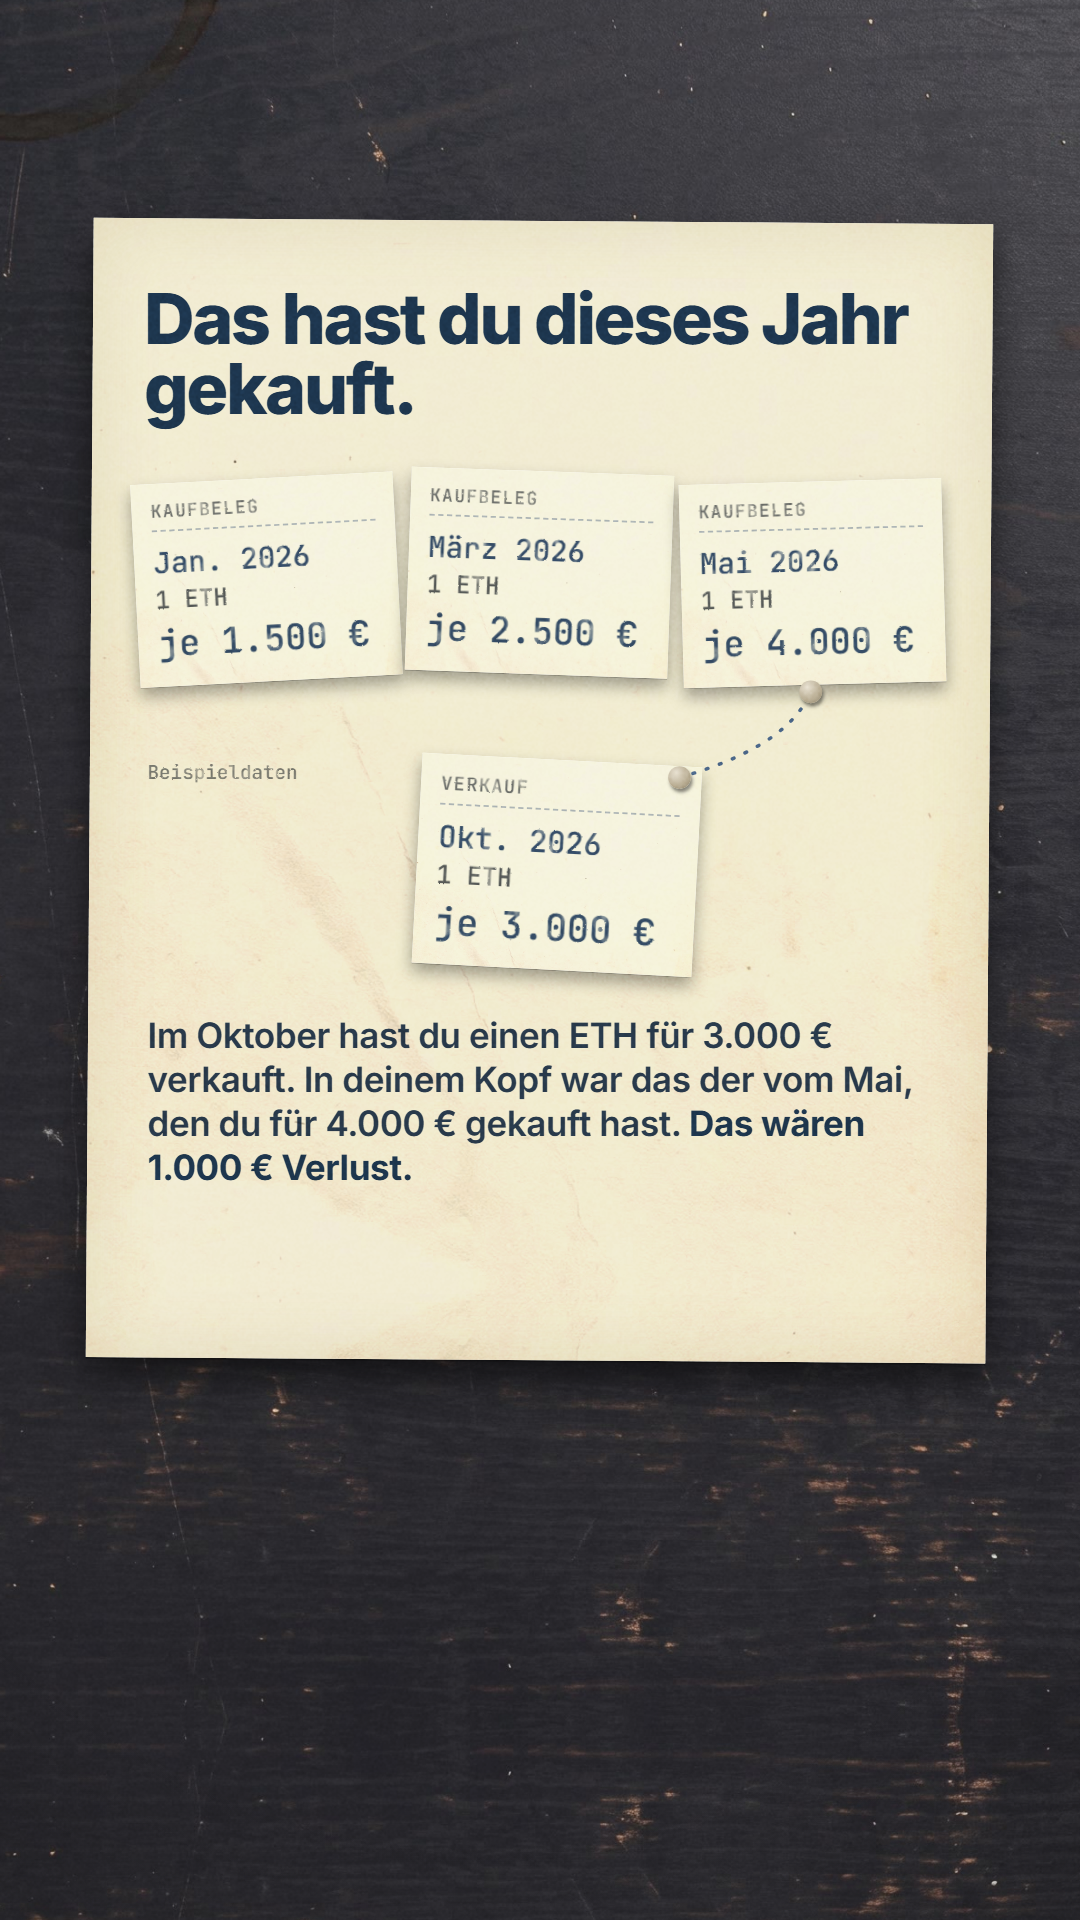 Das hast du dieses Jahr
gekauft.
KAUFBELEG
Jan. 2026
1 ETH
je 1.500 €
KAUFBELEG
März 2026
1 ETH
je 2.500 €
KAUFBELEG
Mai 2026
1 ETH
je 4.000 €
Beispieldaten
VERKAUF
Okt. 2026
1 ETH
je 3.000 €
Im Oktober hast du einen ETH für 3.000 €
verkauft. In deinem Kopf war das der vom Mai,
den du für 4.000 € gekauft hast. Das wären
1.000 € Verlust.